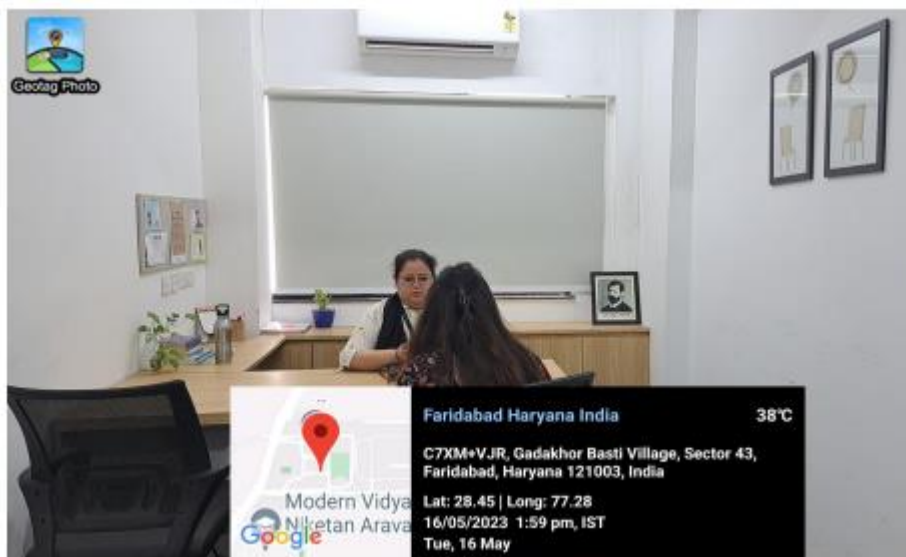 Geotag Photo
Faridabad Haryana India
38°C
C7XM+VJR, Gadakhor Basti Village, Sector 43,
Faridabad, Haryana 121003, India
Lat: 28.45 | Long: 77.28
16/05/2023 1:59 pm, IST
Tue, 16 May
Modern Vidya
Niketan Arava
Google